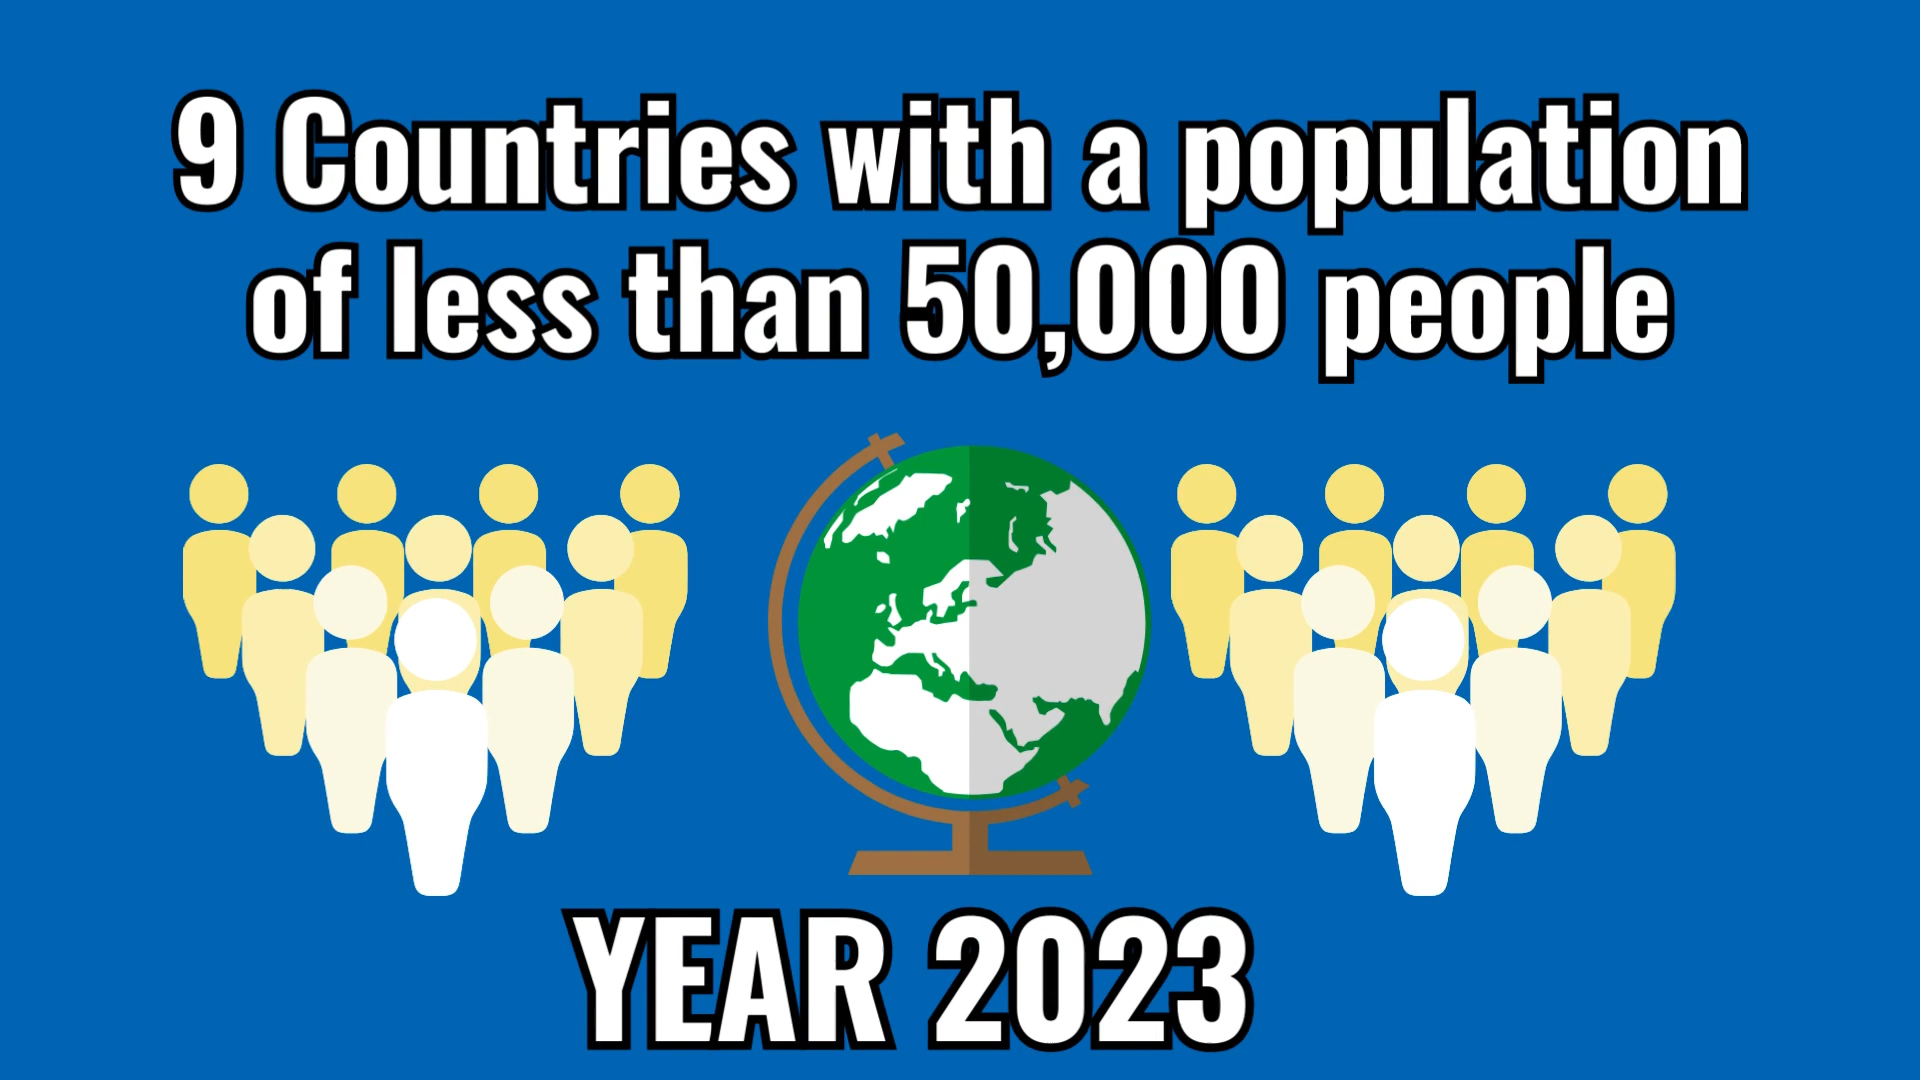 9 Countries with a population
of less than 50,000 people
YEAR 2023